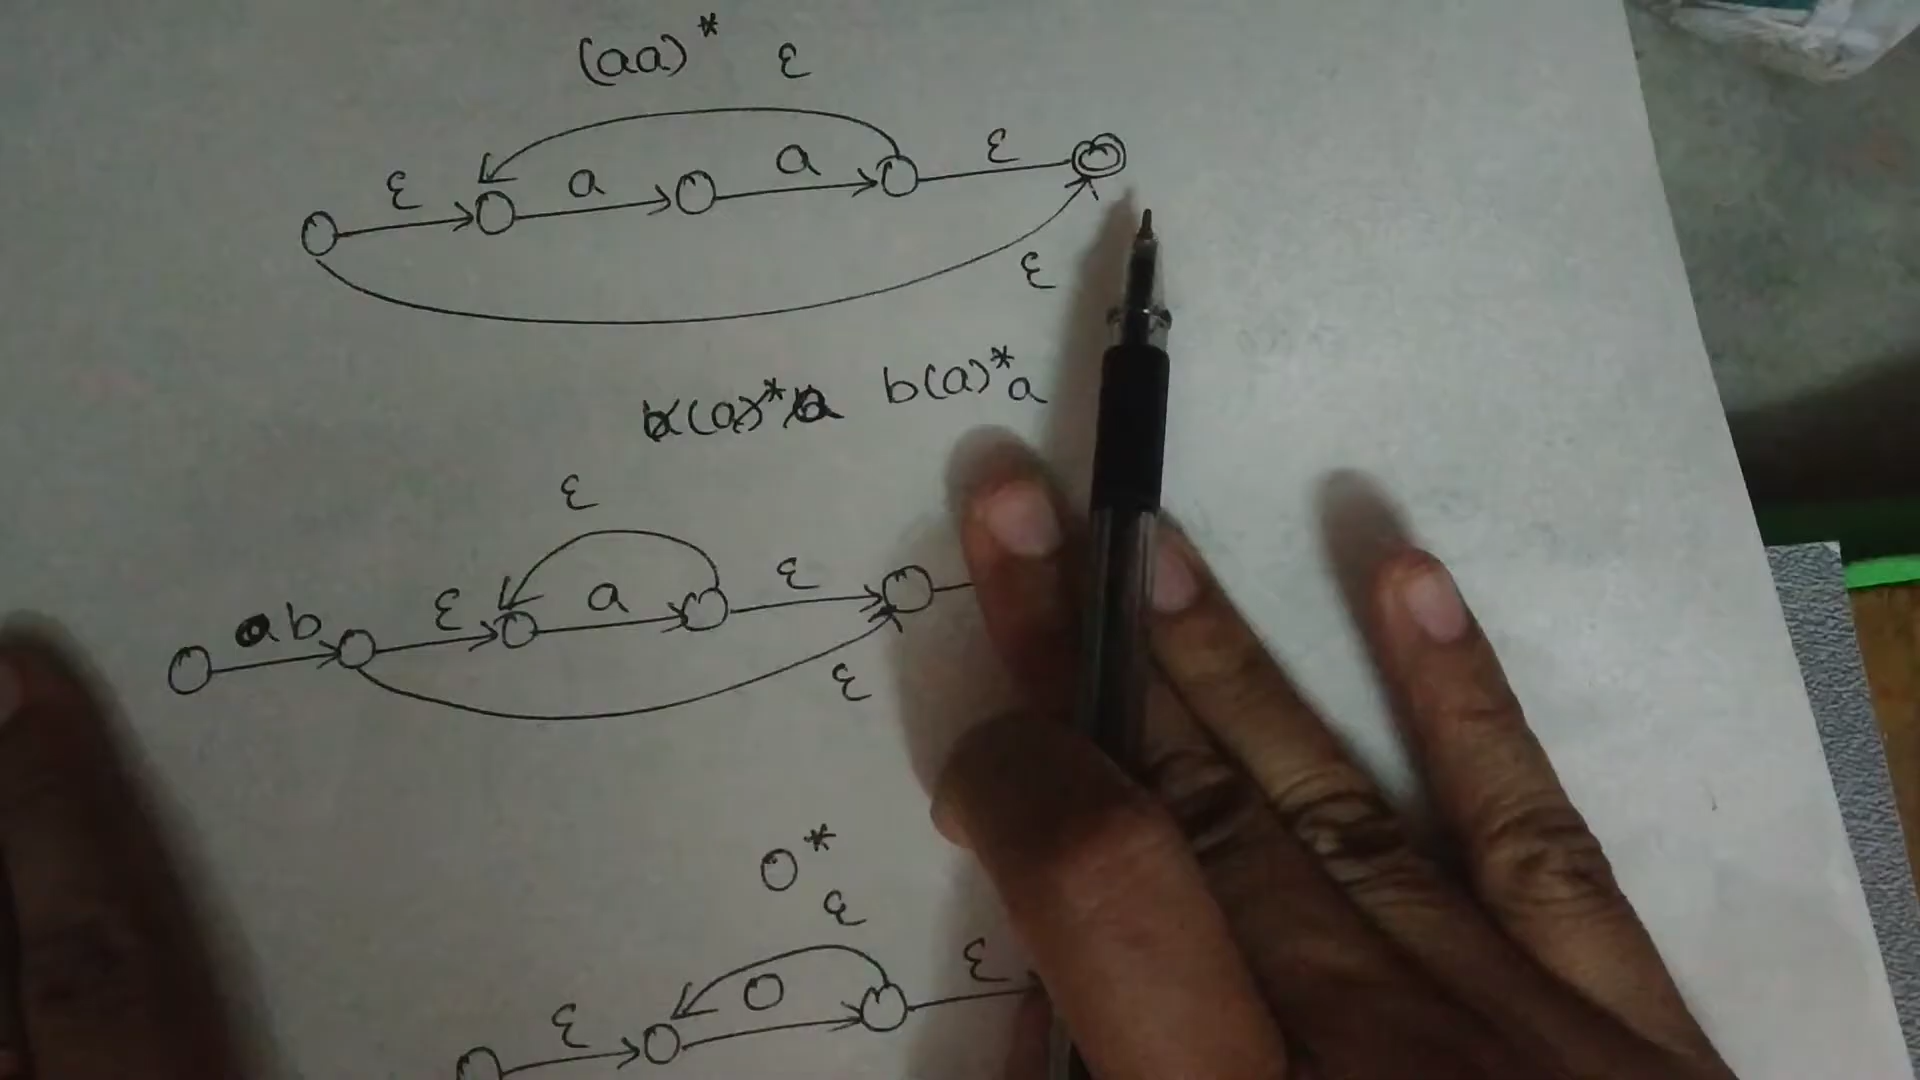 (aa)* ε
ε a a ε
ε
b(a)*a b(a)*a
ε
ab ε a ε
ε
0*
ε
ε 0 ε